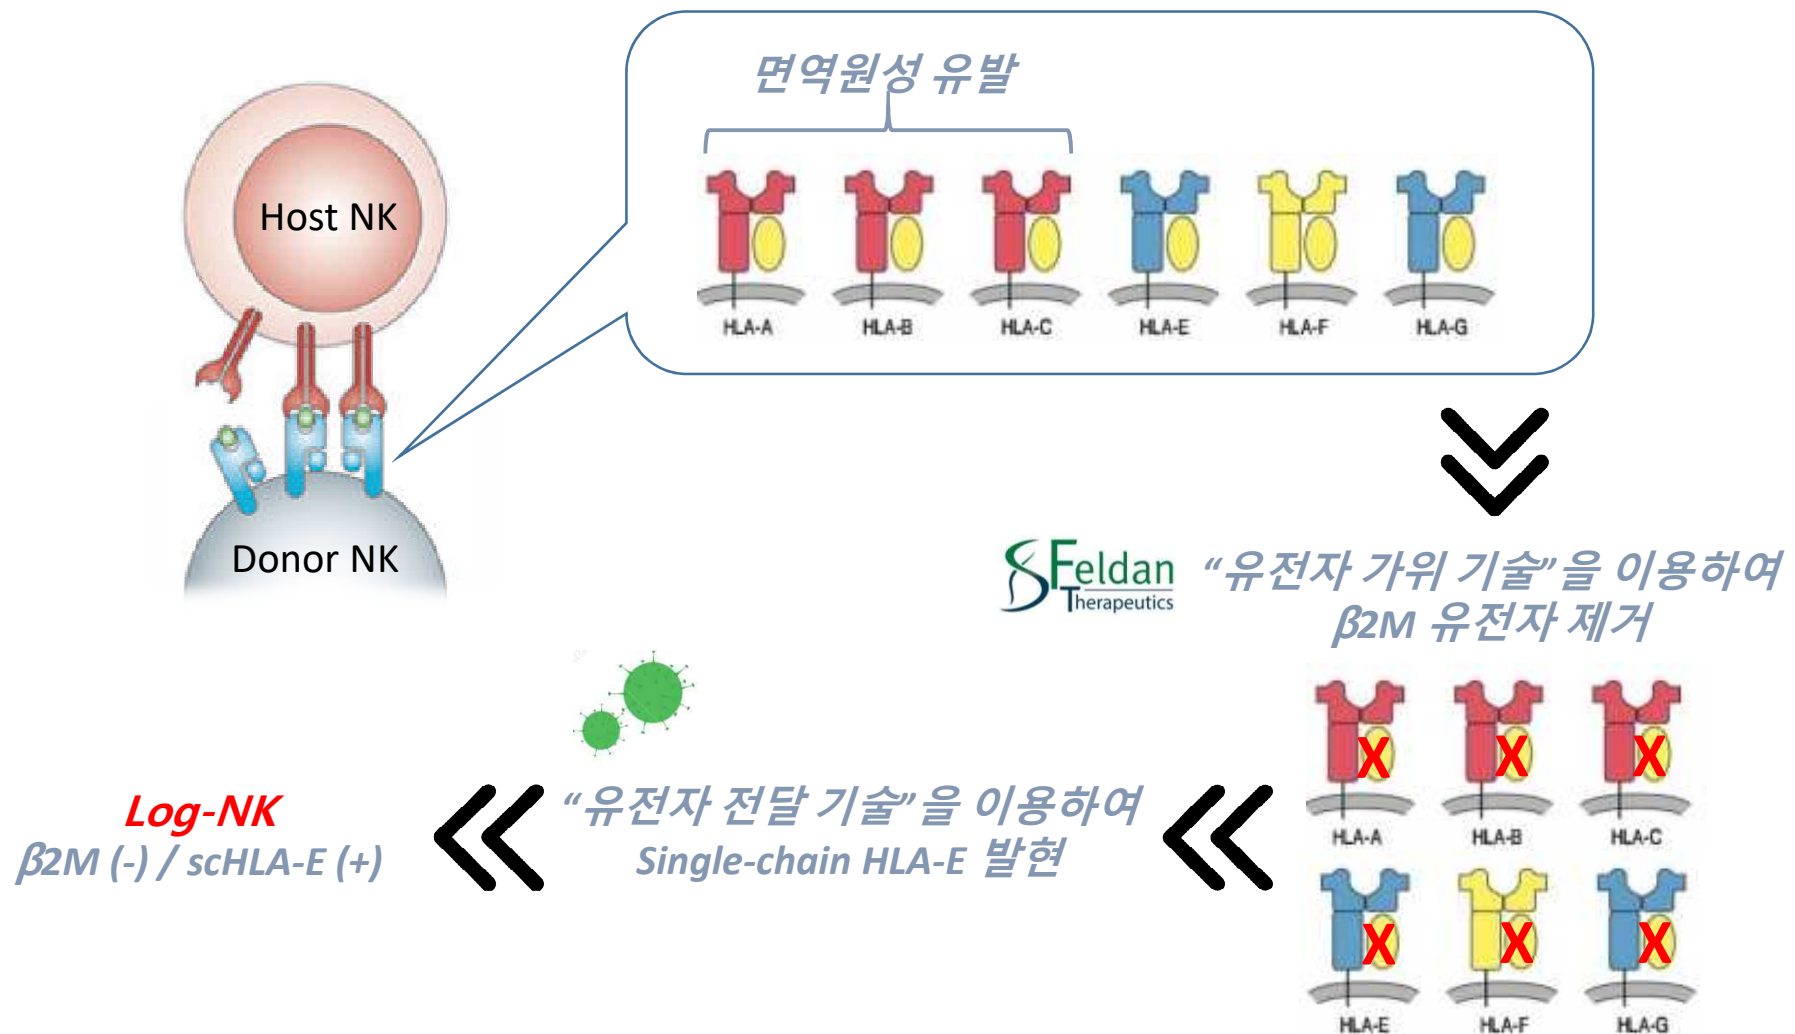 면역원성 유발
Host NK
HLA-A HLA-B HLA-C HLA-E HLA-F HLA-G
Donor NK
Feldan
Therapeutics
“유전자 가위 기술”을 이용하여
β2M 유전자 제거
X X X
HLA-A HLA-B HLA-C
X X X
HLA-E HLA-F HLA-G
“유전자 전달 기술”을 이용하여
Single-chain HLA-E 발현
Log-NK
β2M (-) / scHLA-E (+)